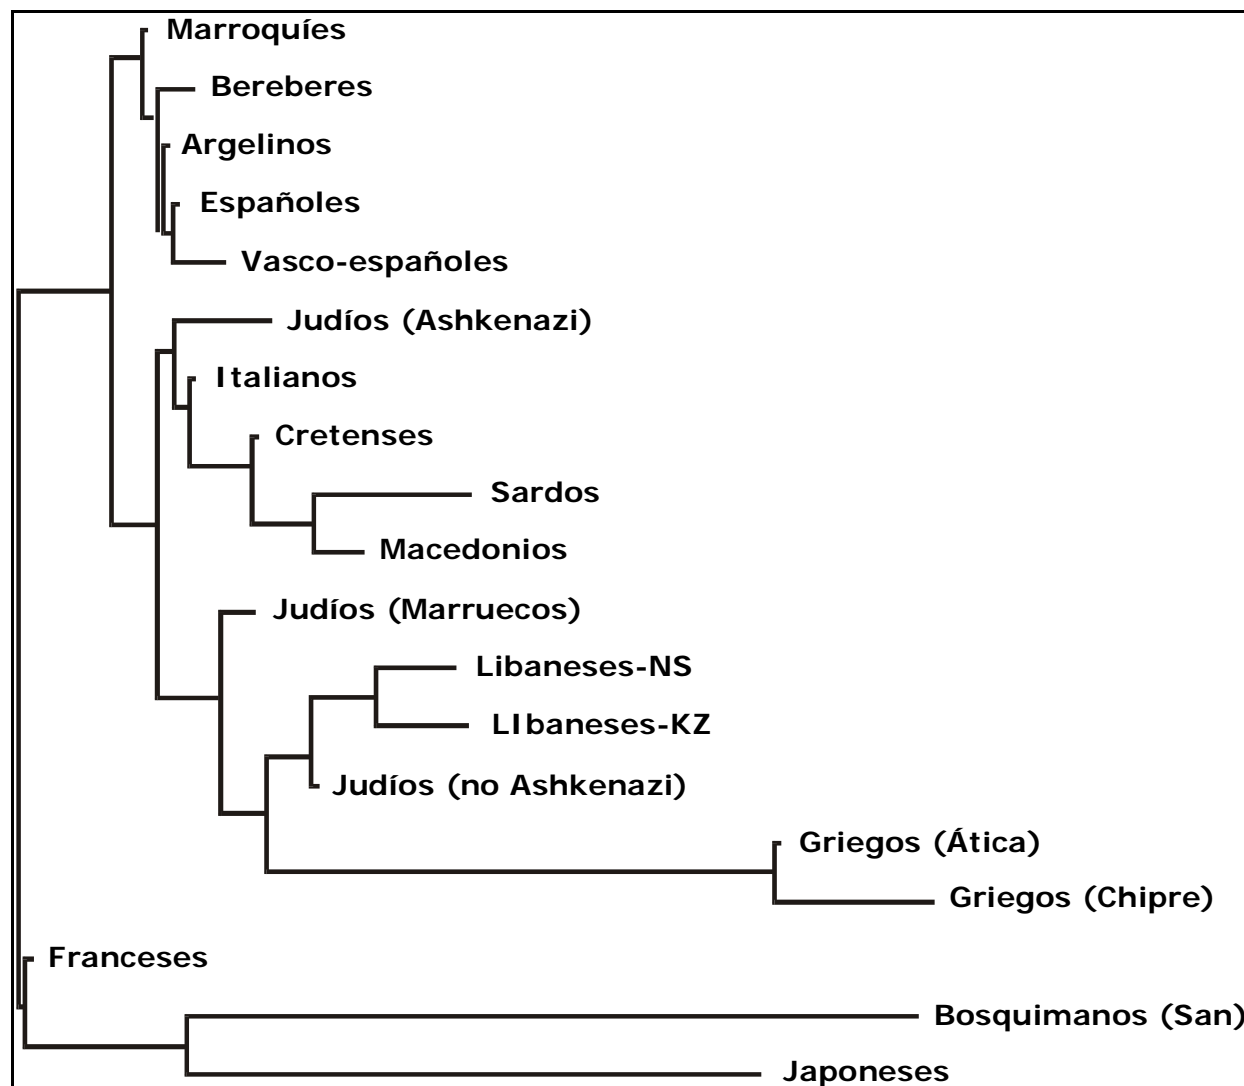 Marroquíes
Bereberes
Argelinos
Españoles
Vasco-españoles
Judíos (Ashkenazi)
Italianos
Cretenses
Sardos
Macedonios
Judíos (Marruecos)
Libaneses-NS
LIbaneses-KZ
Judíos (no Ashkenazi)
Griegos (Ática)
Griegos (Chipre)
Franceses
Bosquimanos (San)
Japoneses